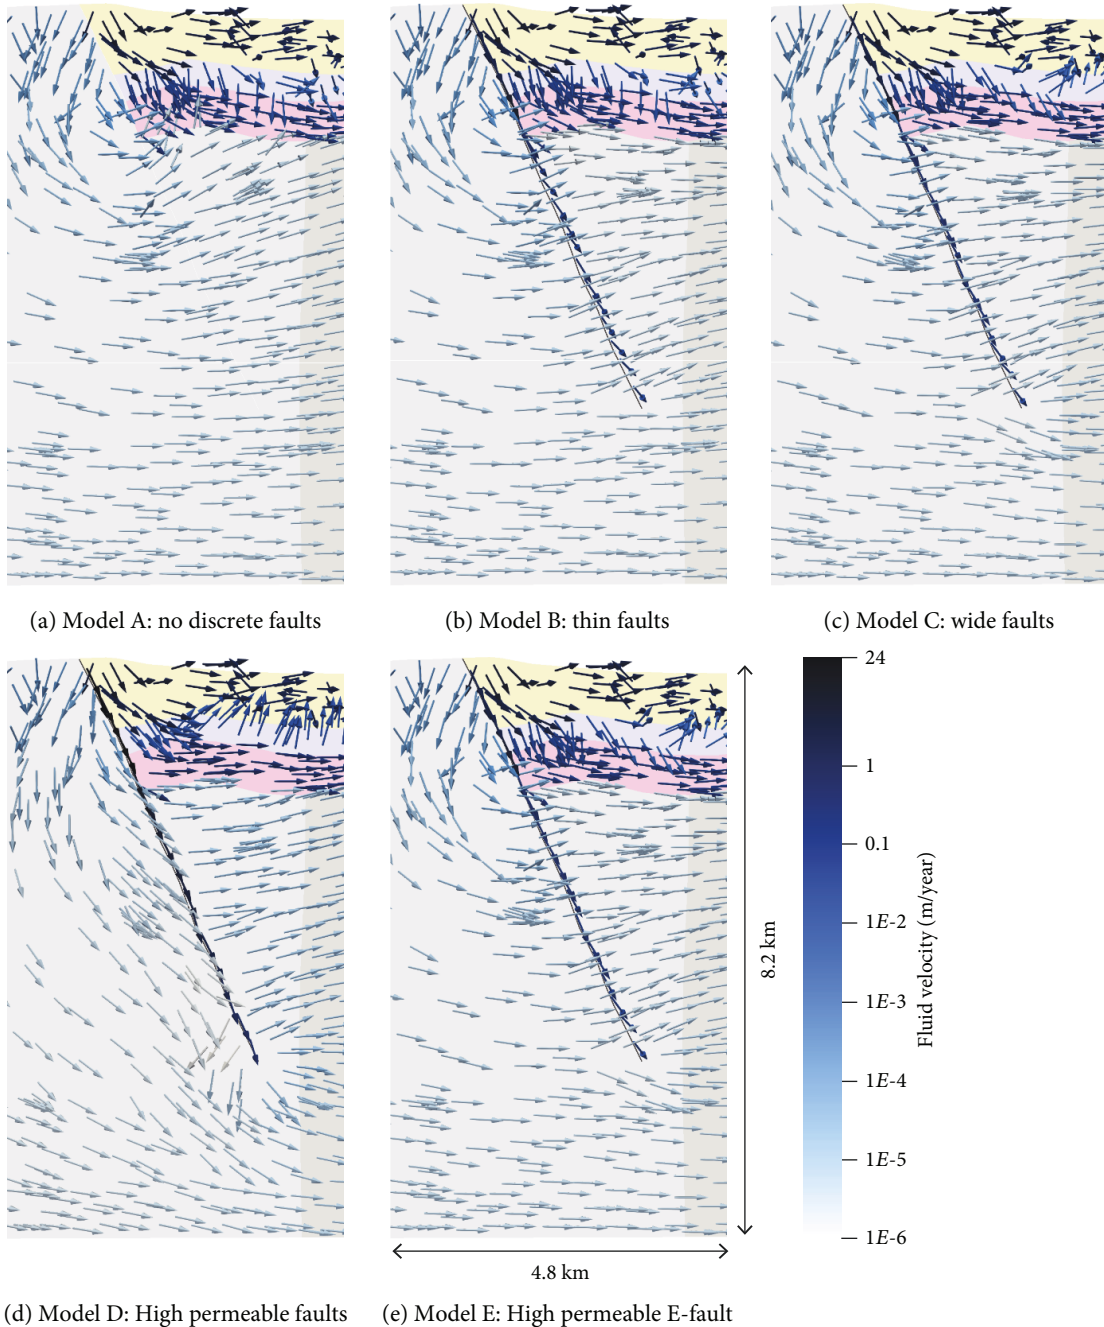 (a) Model A: no discrete faults
(b) Model B: thin faults
(c) Model C: wide faults
24
1
0.1
1E-2
1E-3
1E-4
1E-5
1E-6
Fluid velocity (m/year)
8.2 km
4.8 km
(d) Model D: High permeable faults
(e) Model E: High permeable E-fault